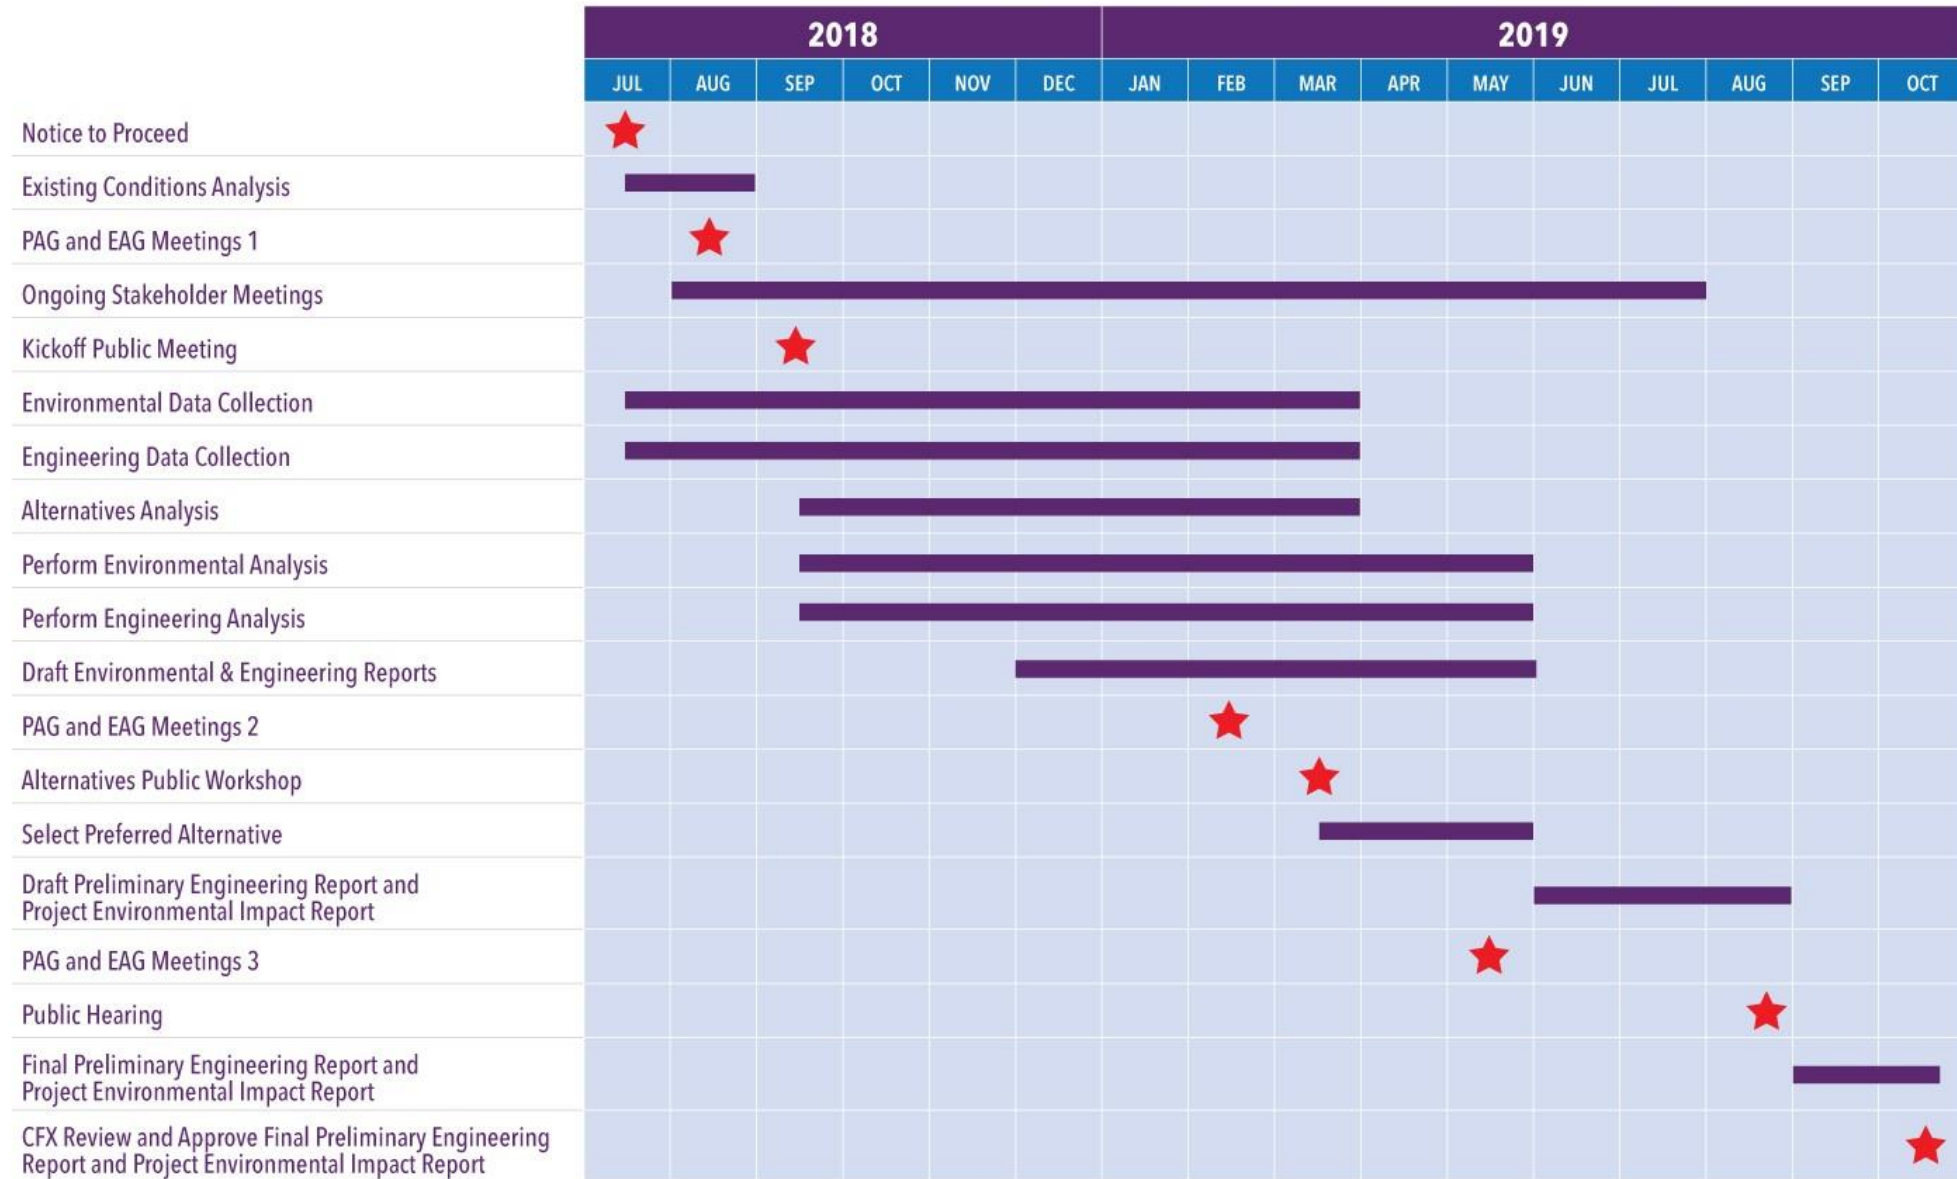 2018 2019
JUL AUG SEP OCT NOV DEC JAN FEB MAR APR MAY JUN JUL AUG SEP OCT
Notice to Proceed
Existing Conditions Analysis
PAG and EAG Meetings 1
Ongoing Stakeholder Meetings
Kickoff Public Meeting
Environmental Data Collection
Engineering Data Collection
Alternatives Analysis
Perform Environmental Analysis
Perform Engineering Analysis
Draft Environmental & Engineering Reports
PAG and EAG Meetings 2
Alternatives Public Workshop
Select Preferred Alternative
Draft Preliminary Engineering Report and
Project Environmental Impact Report
PAG and EAG Meetings 3
Public Hearing
Final Preliminary Engineering Report and
Project Environmental Impact Report
CFX Review and Approve Final Preliminary Engineering
Report and Project Environmental Impact Report